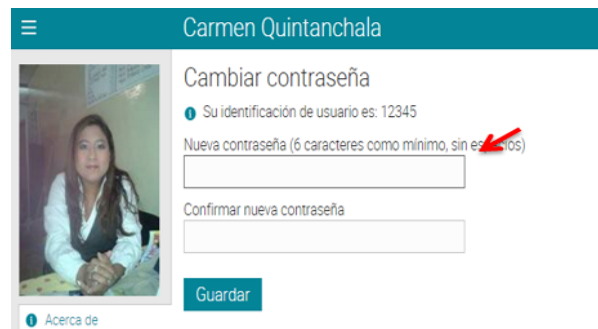 Carmen Quintanchala
Cambiar contraseña
Su identificación de usuario es: 12345
Nueva contraseña (6 caracteres como mínimo, sin espacios)
Confirmar nueva contraseña
Guardar
Acerca de